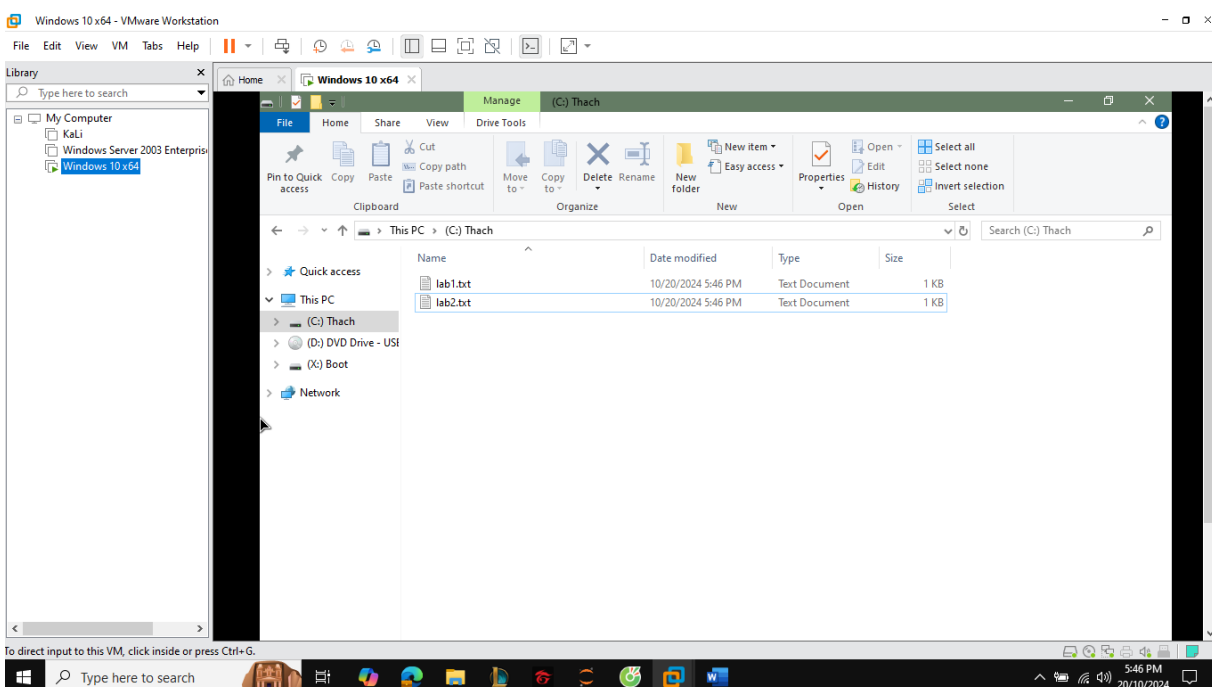 Windows 10 x64 - VMware Workstation
File Edit View VM Tabs Help
Library
Type here to search
My Computer
KaLi
Windows Server 2003 Enterpris
Windows 10 x64
Home Windows 10 x64
Manage (C:) Thach
File Home Share View Drive Tools
Pin to Quick access
Copy
Paste
Cut
Copy path
Paste shortcut
Clipboard
Move to
Copy to
Delete
Rename
Organize
New folder
New item
Easy access
New
Properties
Open
Edit
History
Open
Select all
Select none
Invert selection
Select
This PC > (C:) Thach
Search (C:) Thach
Quick access
This PC
(C:) Thach
(D:) DVD Drive - USB
(X:) Boot
Network
Name Date modified Type Size
lab1.txt 10/20/2024 5:46 PM Text Document 1 KB
lab2.txt 10/20/2024 5:46 PM Text Document 1 KB
To direct input to this VM, click inside or press Ctrl+G.
Type here to search
5:46 PM
20/10/2024